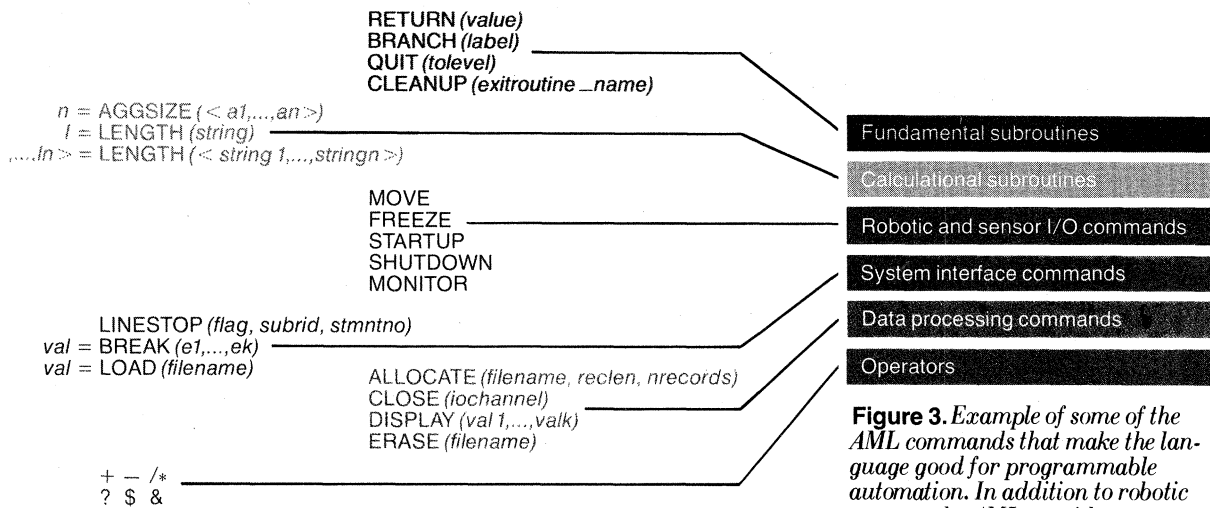 RETURN (value)
BRANCH (label)
QUIT (tolevel)
CLEANUP (exitroutine_name)
n = AGGSIZE (< a1,...,an >)
l = LENGTH (string)
,....ln > = LENGTH (< string 1,...,stringn >)
MOVE
FREEZE
STARTUP
SHUTDOWN
MONITOR
LINESTOP (flag, subrid, stmntno)
val = BREAK (e1,...,ek)
val = LOAD (filename)
ALLOCATE (filename, reclen, nrecords)
CLOSE (iochannel)
DISPLAY (val 1,...,valk)
ERASE (filename)
+ – /*
? $ &
Fundamental subroutines
Calculational subroutines
Robotic and sensor I/O commands
System interface commands
Data processing commands
Operators
Figure 3. Example of some of the
AML commands that make the lan-
guage good for programmable
automation. In addition to robotic